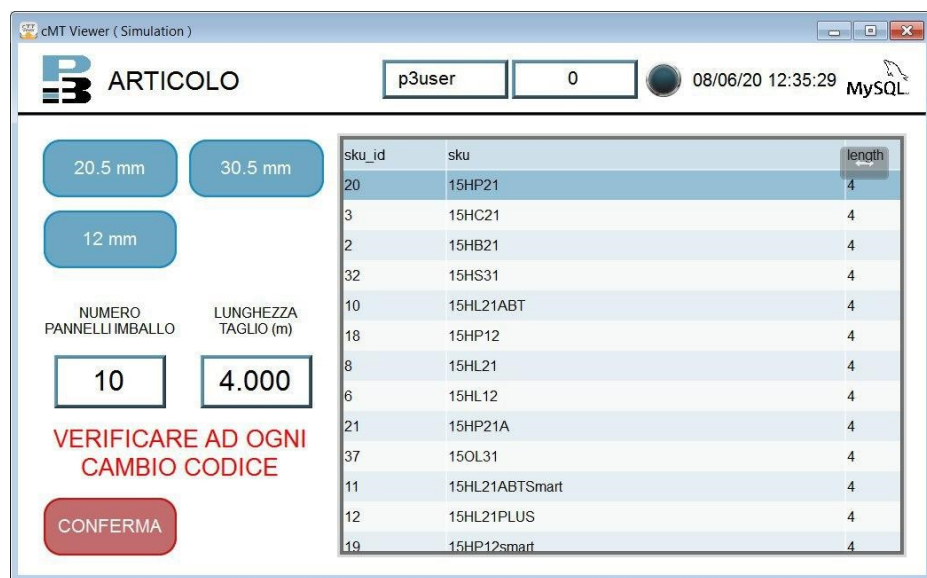 cMT Viewer ( Simulation )
P3
ARTICOLO
p3user
0
08/06/20 12:35:29
MySQL
20.5 mm
30.5 mm
12 mm
NUMERO
PANNELLI IMBALLO
LUNGHEZZA
TAGLIO (m)
10
4.000
VERIFICARE AD OGNI
CAMBIO CODICE
CONFERMA
sku_id sku length
20 15HP21 4
3 15HC21 4
2 15HB21 4
32 15HS31 4
10 15HL21ABT 4
18 15HP12 4
8 15HL21 4
6 15HL12 4
21 15HP21A 4
37 15OL31 4
11 15HL21ABTSmart 4
12 15HL21PLUS 4
19 15HP12smart 4